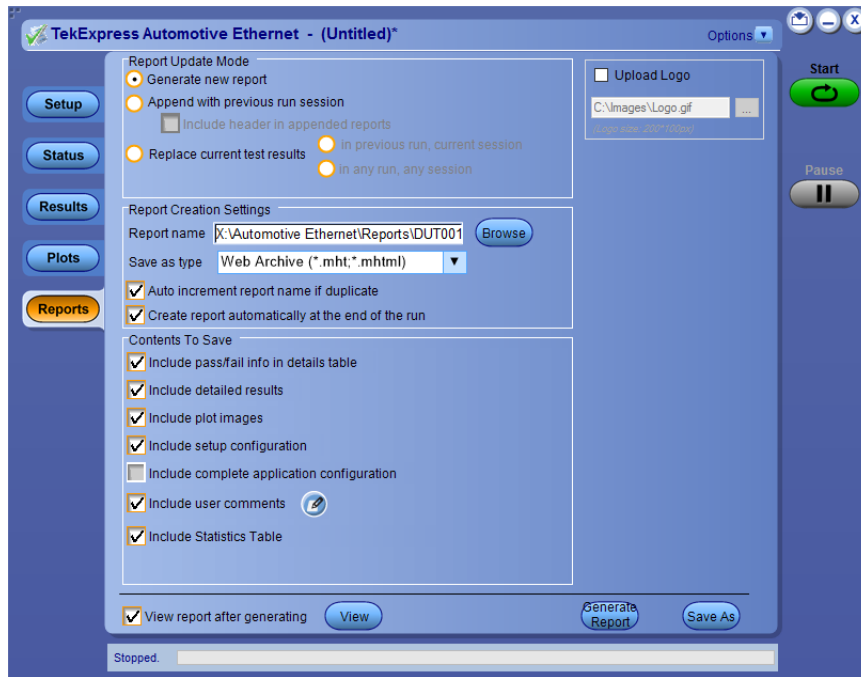 TekExpress Automotive Ethernet - (Untitled)*
Options
X
Start
Pause
Setup
Status
Results
Plots
Reports
Report Update Mode
Generate new report
Append with previous run session
Include header in appended reports
Replace current test results
in previous run, current session
in any run, any session
Upload Logo
C:\Images\Logo.gif
...
(Logo size: 200*100px)
Report Creation Settings
Report name X:\Automotive Ethernet\Reports\DUT001 Browse
Save as type Web Archive (*.mht;*.mhtml)
Auto increment report name if duplicate
Create report automatically at the end of the run
Contents To Save
Include pass/fail info in details table
Include detailed results
Include plot images
Include setup configuration
Include complete application configuration
Include user comments
Include Statistics Table
View report after generating View
Generate
Report
Save As
Stopped.